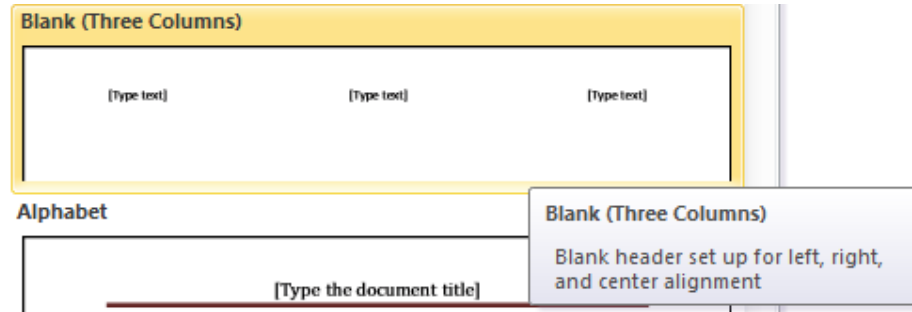 Blank (Three Columns)
[Type text] [Type text] [Type text]
Alphabet
[Type the document title]
Blank (Three Columns)
Blank header set up for left, right,
and center alignment